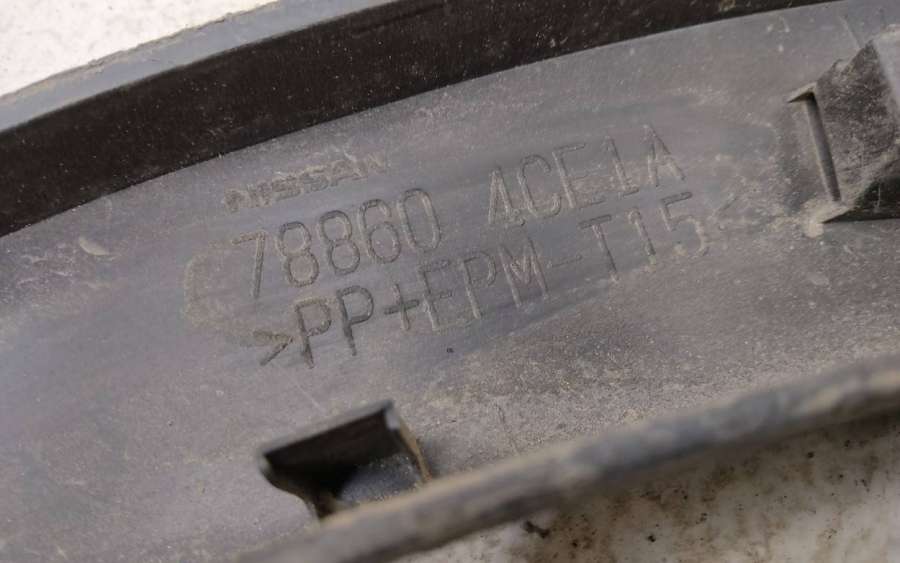 NISSAN
78860 4CE1A
>PP+EPM-T15<